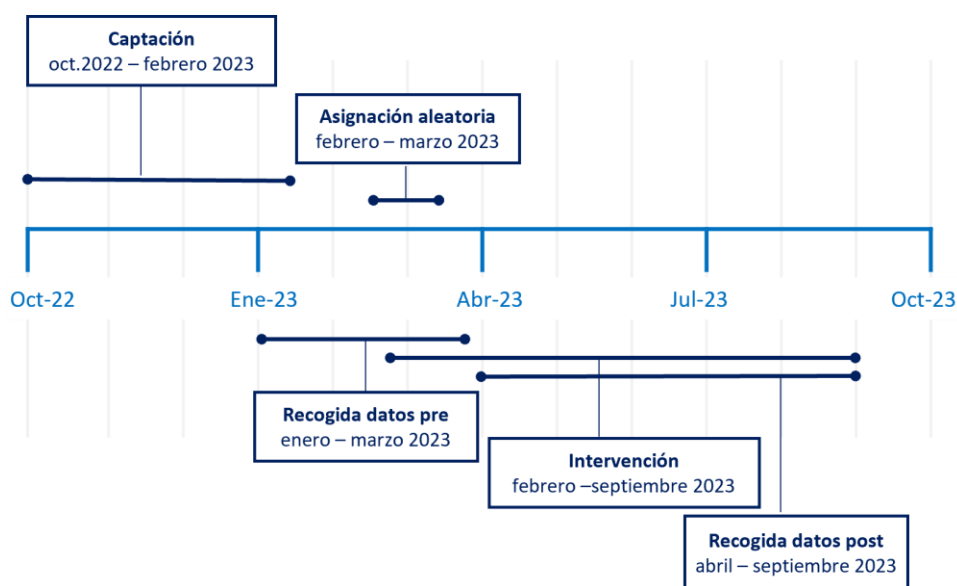 Captación
oct.2022 – febrero 2023
Asignación aleatoria
febrero – marzo 2023
Oct-22
Ene-23
Abr-23
Jul-23
Oct-23
Recogida datos pre
enero – marzo 2023
Intervención
febrero –septiembre 2023
Recogida datos post
abril – septiembre 2023